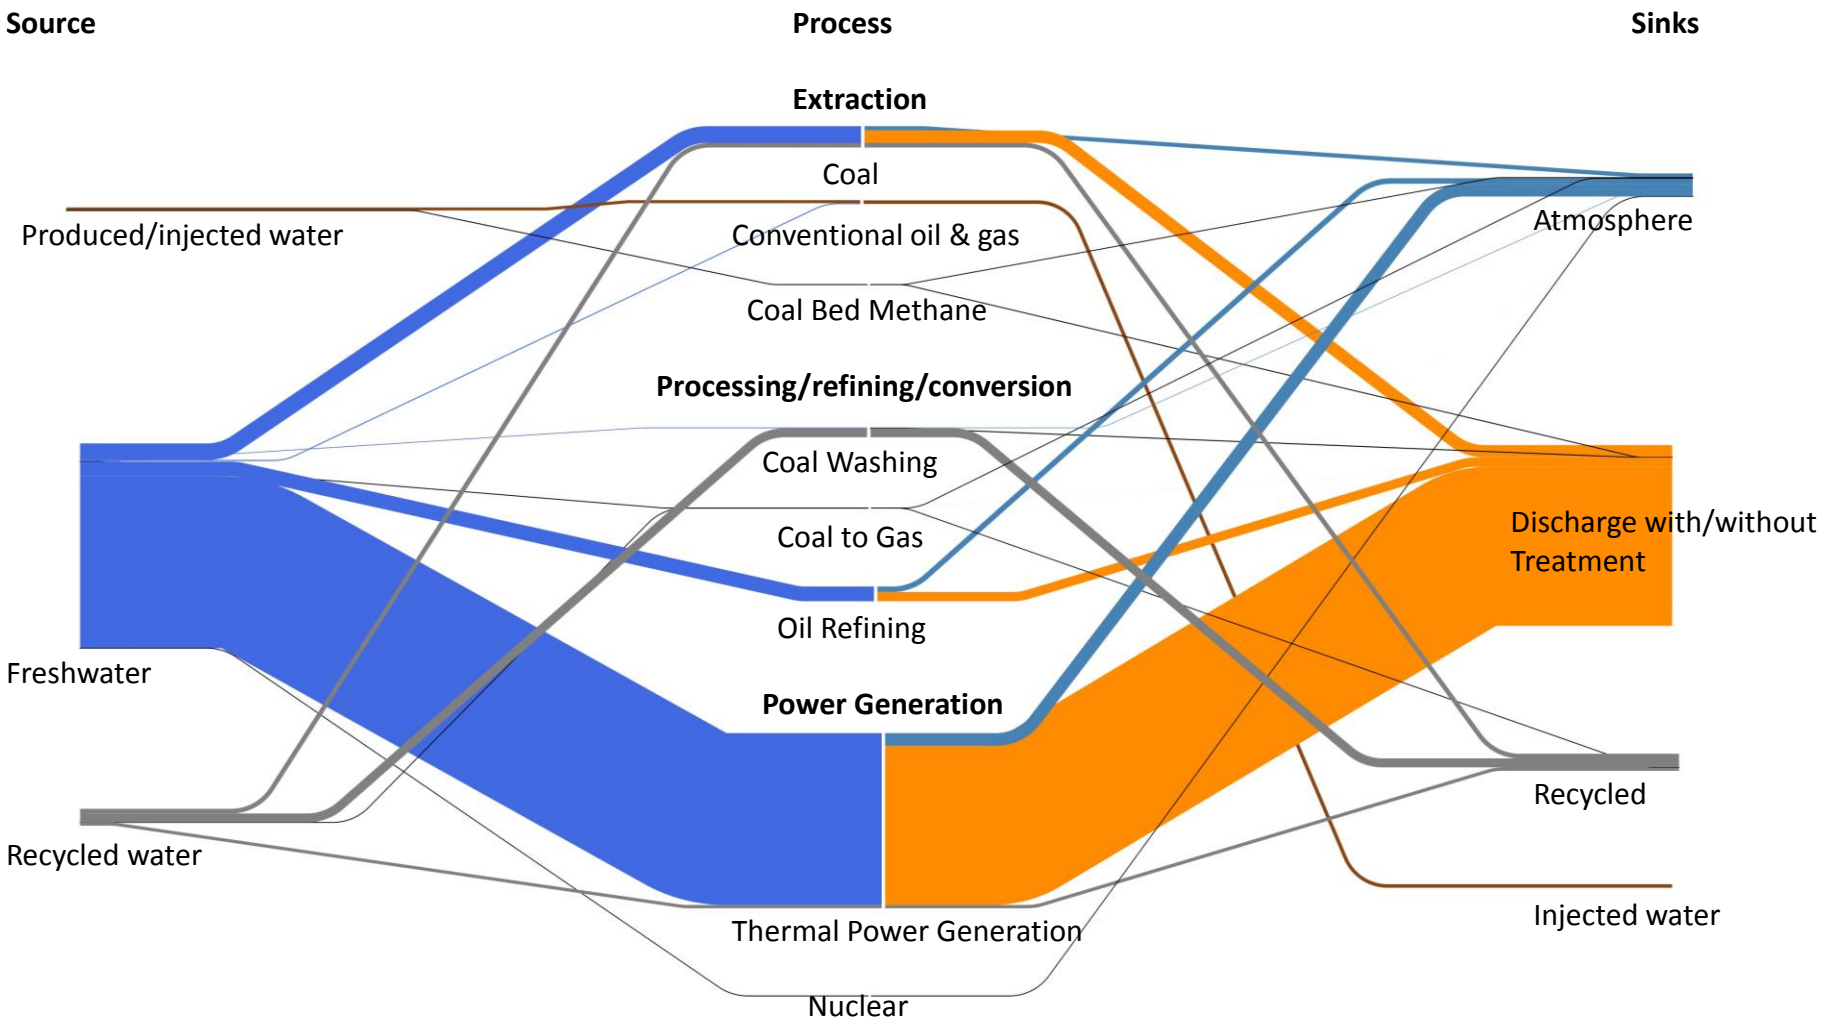 Source
Process
Sinks
Extraction
Coal
Produced/injected water
Conventional oil & gas
Atmosphere
Coal Bed Methane
Processing/refining/conversion
Coal Washing
Coal to Gas
Discharge with/without
Treatment
Oil Refining
Freshwater
Power Generation
Recycled
Recycled water
Thermal Power Generation
Injected water
Nuclear